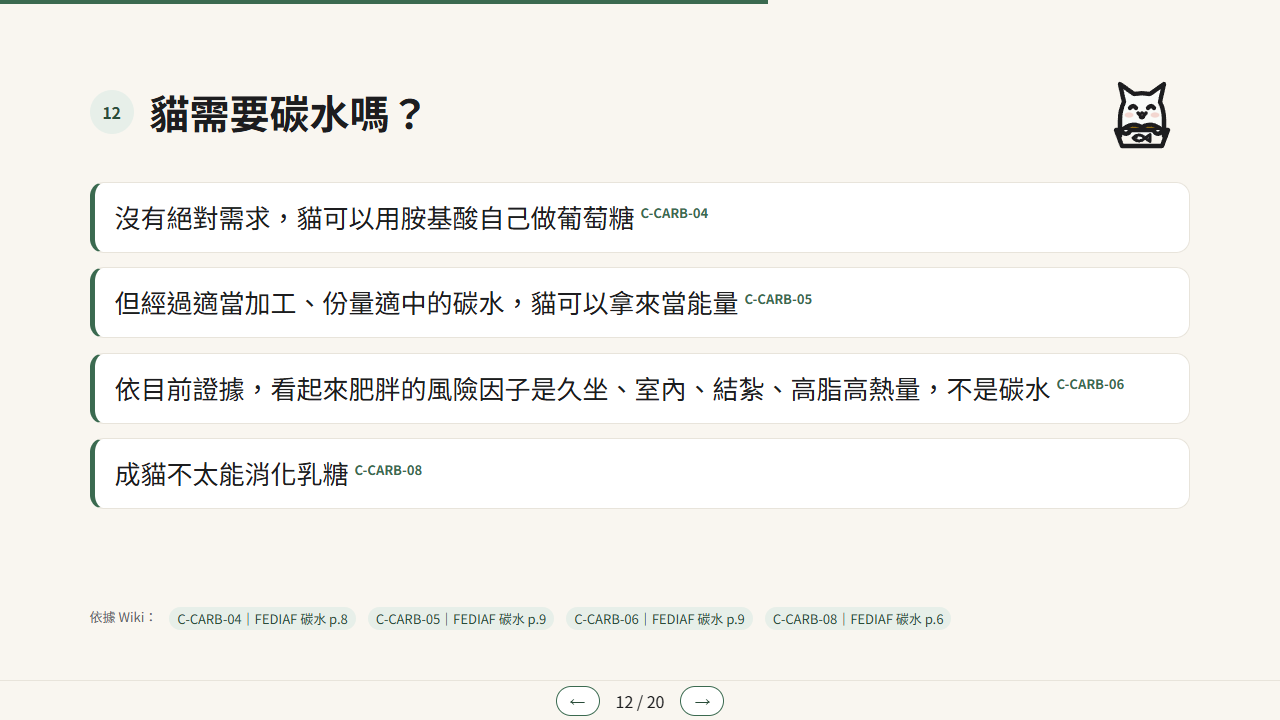 12 貓需要碳水嗎？
沒有絕對需求，貓可以用胺基酸自己做葡萄糖 C-CARB-04
但經過適當加工、份量適中的碳水，貓可以拿來當能量 C-CARB-05
依目前證據，看起來肥胖的風險因子是久坐、室內、結紮、高脂高熱量，不是碳水 C-CARB-06
成貓不太能消化乳糖 C-CARB-08
依據 Wiki： C-CARB-04｜FEDIAF 碳水 p.8 C-CARB-05｜FEDIAF 碳水 p.9 C-CARB-06｜FEDIAF 碳水 p.9 C-CARB-08｜FEDIAF 碳水 p.6
← 12 / 20 →